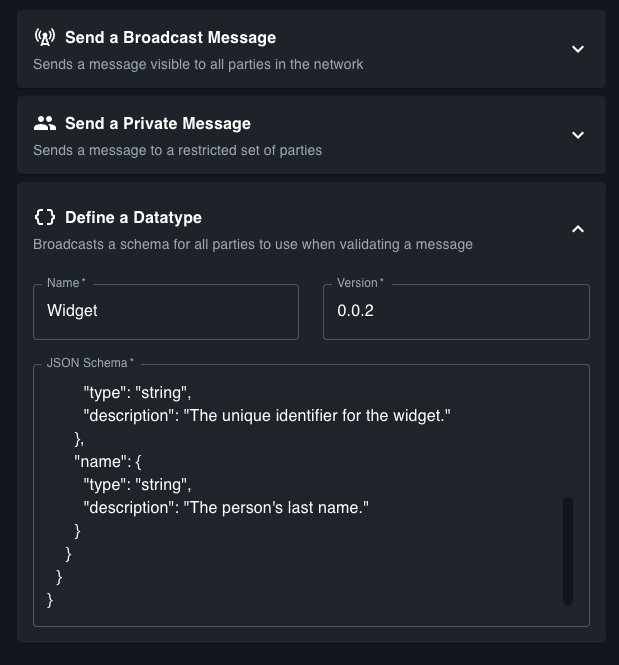 Send a Broadcast Message
Sends a message visible to all parties in the network
Send a Private Message
Sends a message to a restricted set of parties
Define a Datatype
Broadcasts a schema for all parties to use when validating a message
Name *
Widget
Version *
0.0.2
JSON Schema *
"type": "string",
"description": "The unique identifier for the widget."
},
"name": {
"type": "string",
"description": "The person's last name."
}
}
}
}